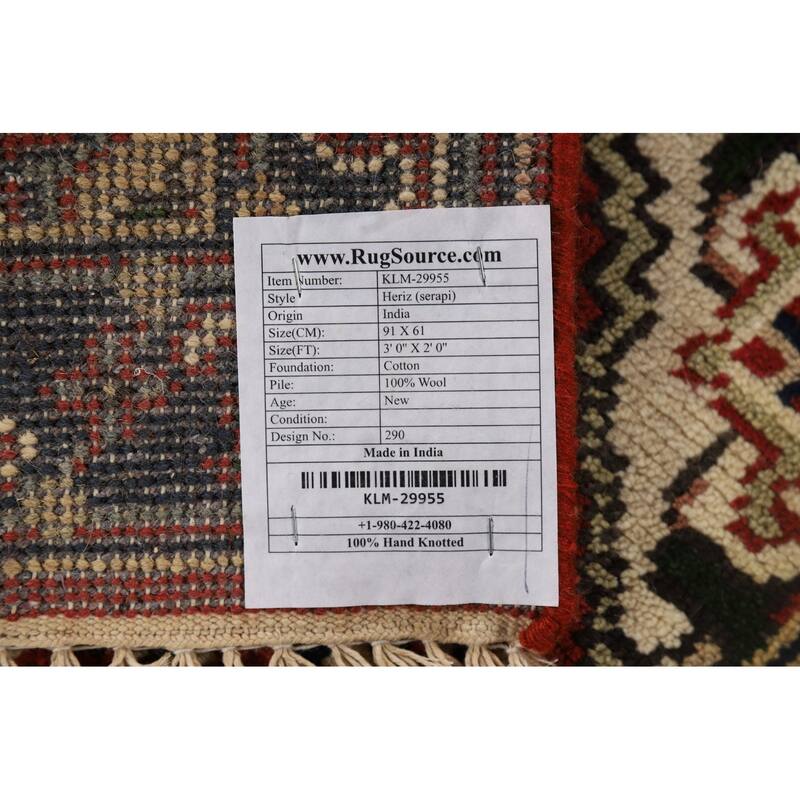 www.RugSource.com
Item Number: KLM-29955
Style Heriz (serapi)
Origin India
Size(CM): 91 X 61
Size(FT): 3' 0" X 2' 0"
Foundation: Cotton
Pile: 100% Wool
Age: New
Condition:
Design No.: 290
Made in India
KLM-29955
+1-980-422-4080
100% Hand Knotted